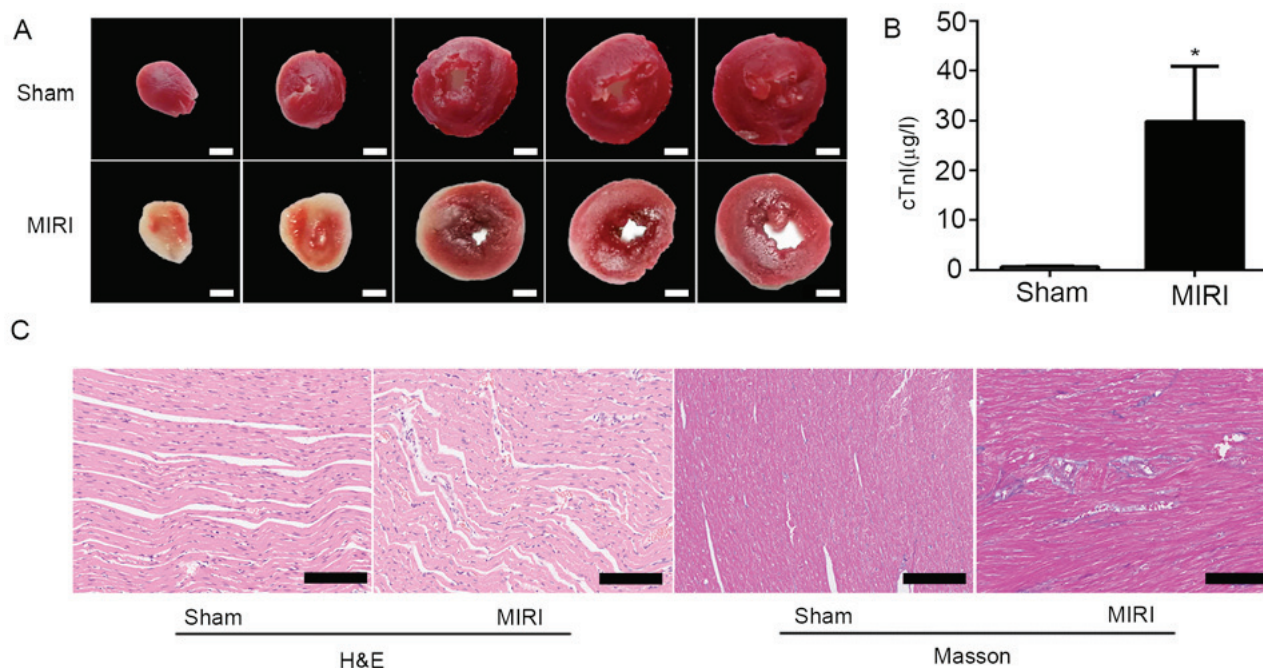 A
Sham
MIRI
B
cTnI(μg/l)
50
40
30
20
10
0
*
Sham MIRI
C
Sham MIRI Sham MIRI
H&E Masson